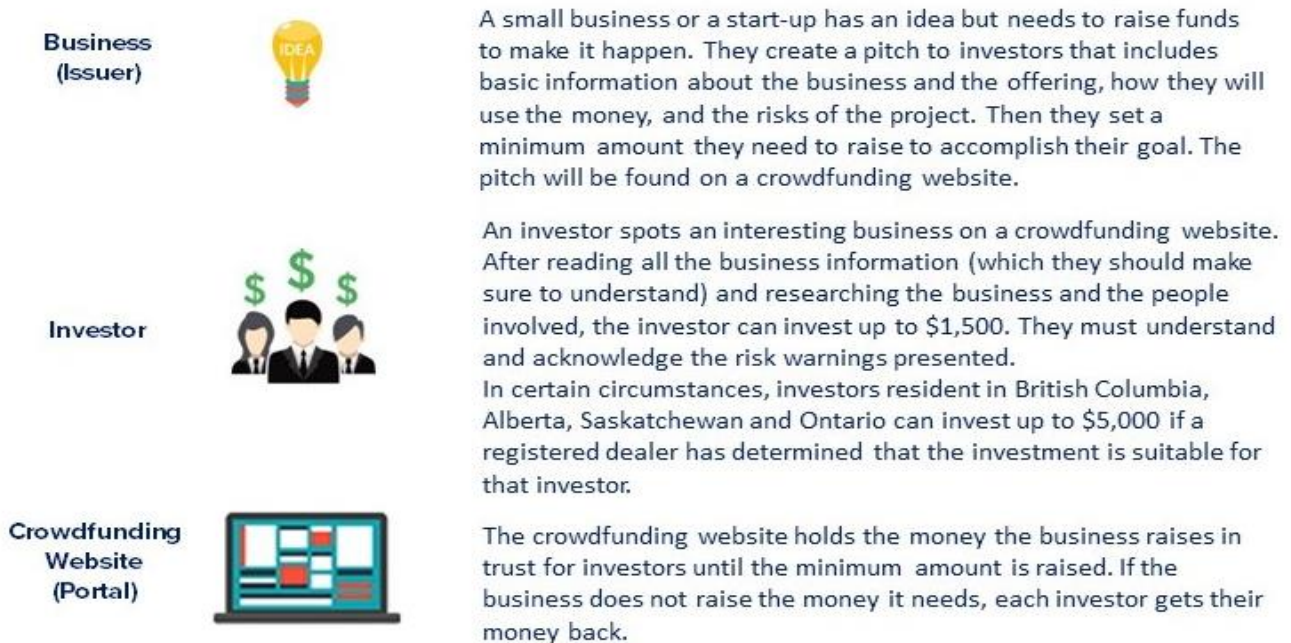 Business
(Issuer)
IDEA
A small business or a start-up has an idea but needs to raise funds
to make it happen. They create a pitch to investors that includes
basic information about the business and the offering, how they will
use the money, and the risks of the project. Then they set a
minimum amount they need to raise to accomplish their goal. The
pitch will be found on a crowdfunding website.
Investor
$ $ $
An investor spots an interesting business on a crowdfunding website.
After reading all the business information (which they should make
sure to understand) and researching the business and the people
involved, the investor can invest up to $1,500. They must understand
and acknowledge the risk warnings presented.
In certain circumstances, investors resident in British Columbia,
Alberta, Saskatchewan and Ontario can invest up to $5,000 if a
registered dealer has determined that the investment is suitable for
that investor.
Crowdfunding
Website
(Portal)
The crowdfunding website holds the money the business raises in
trust for investors until the minimum amount is raised. If the
business does not raise the money it needs, each investor gets their
money back.